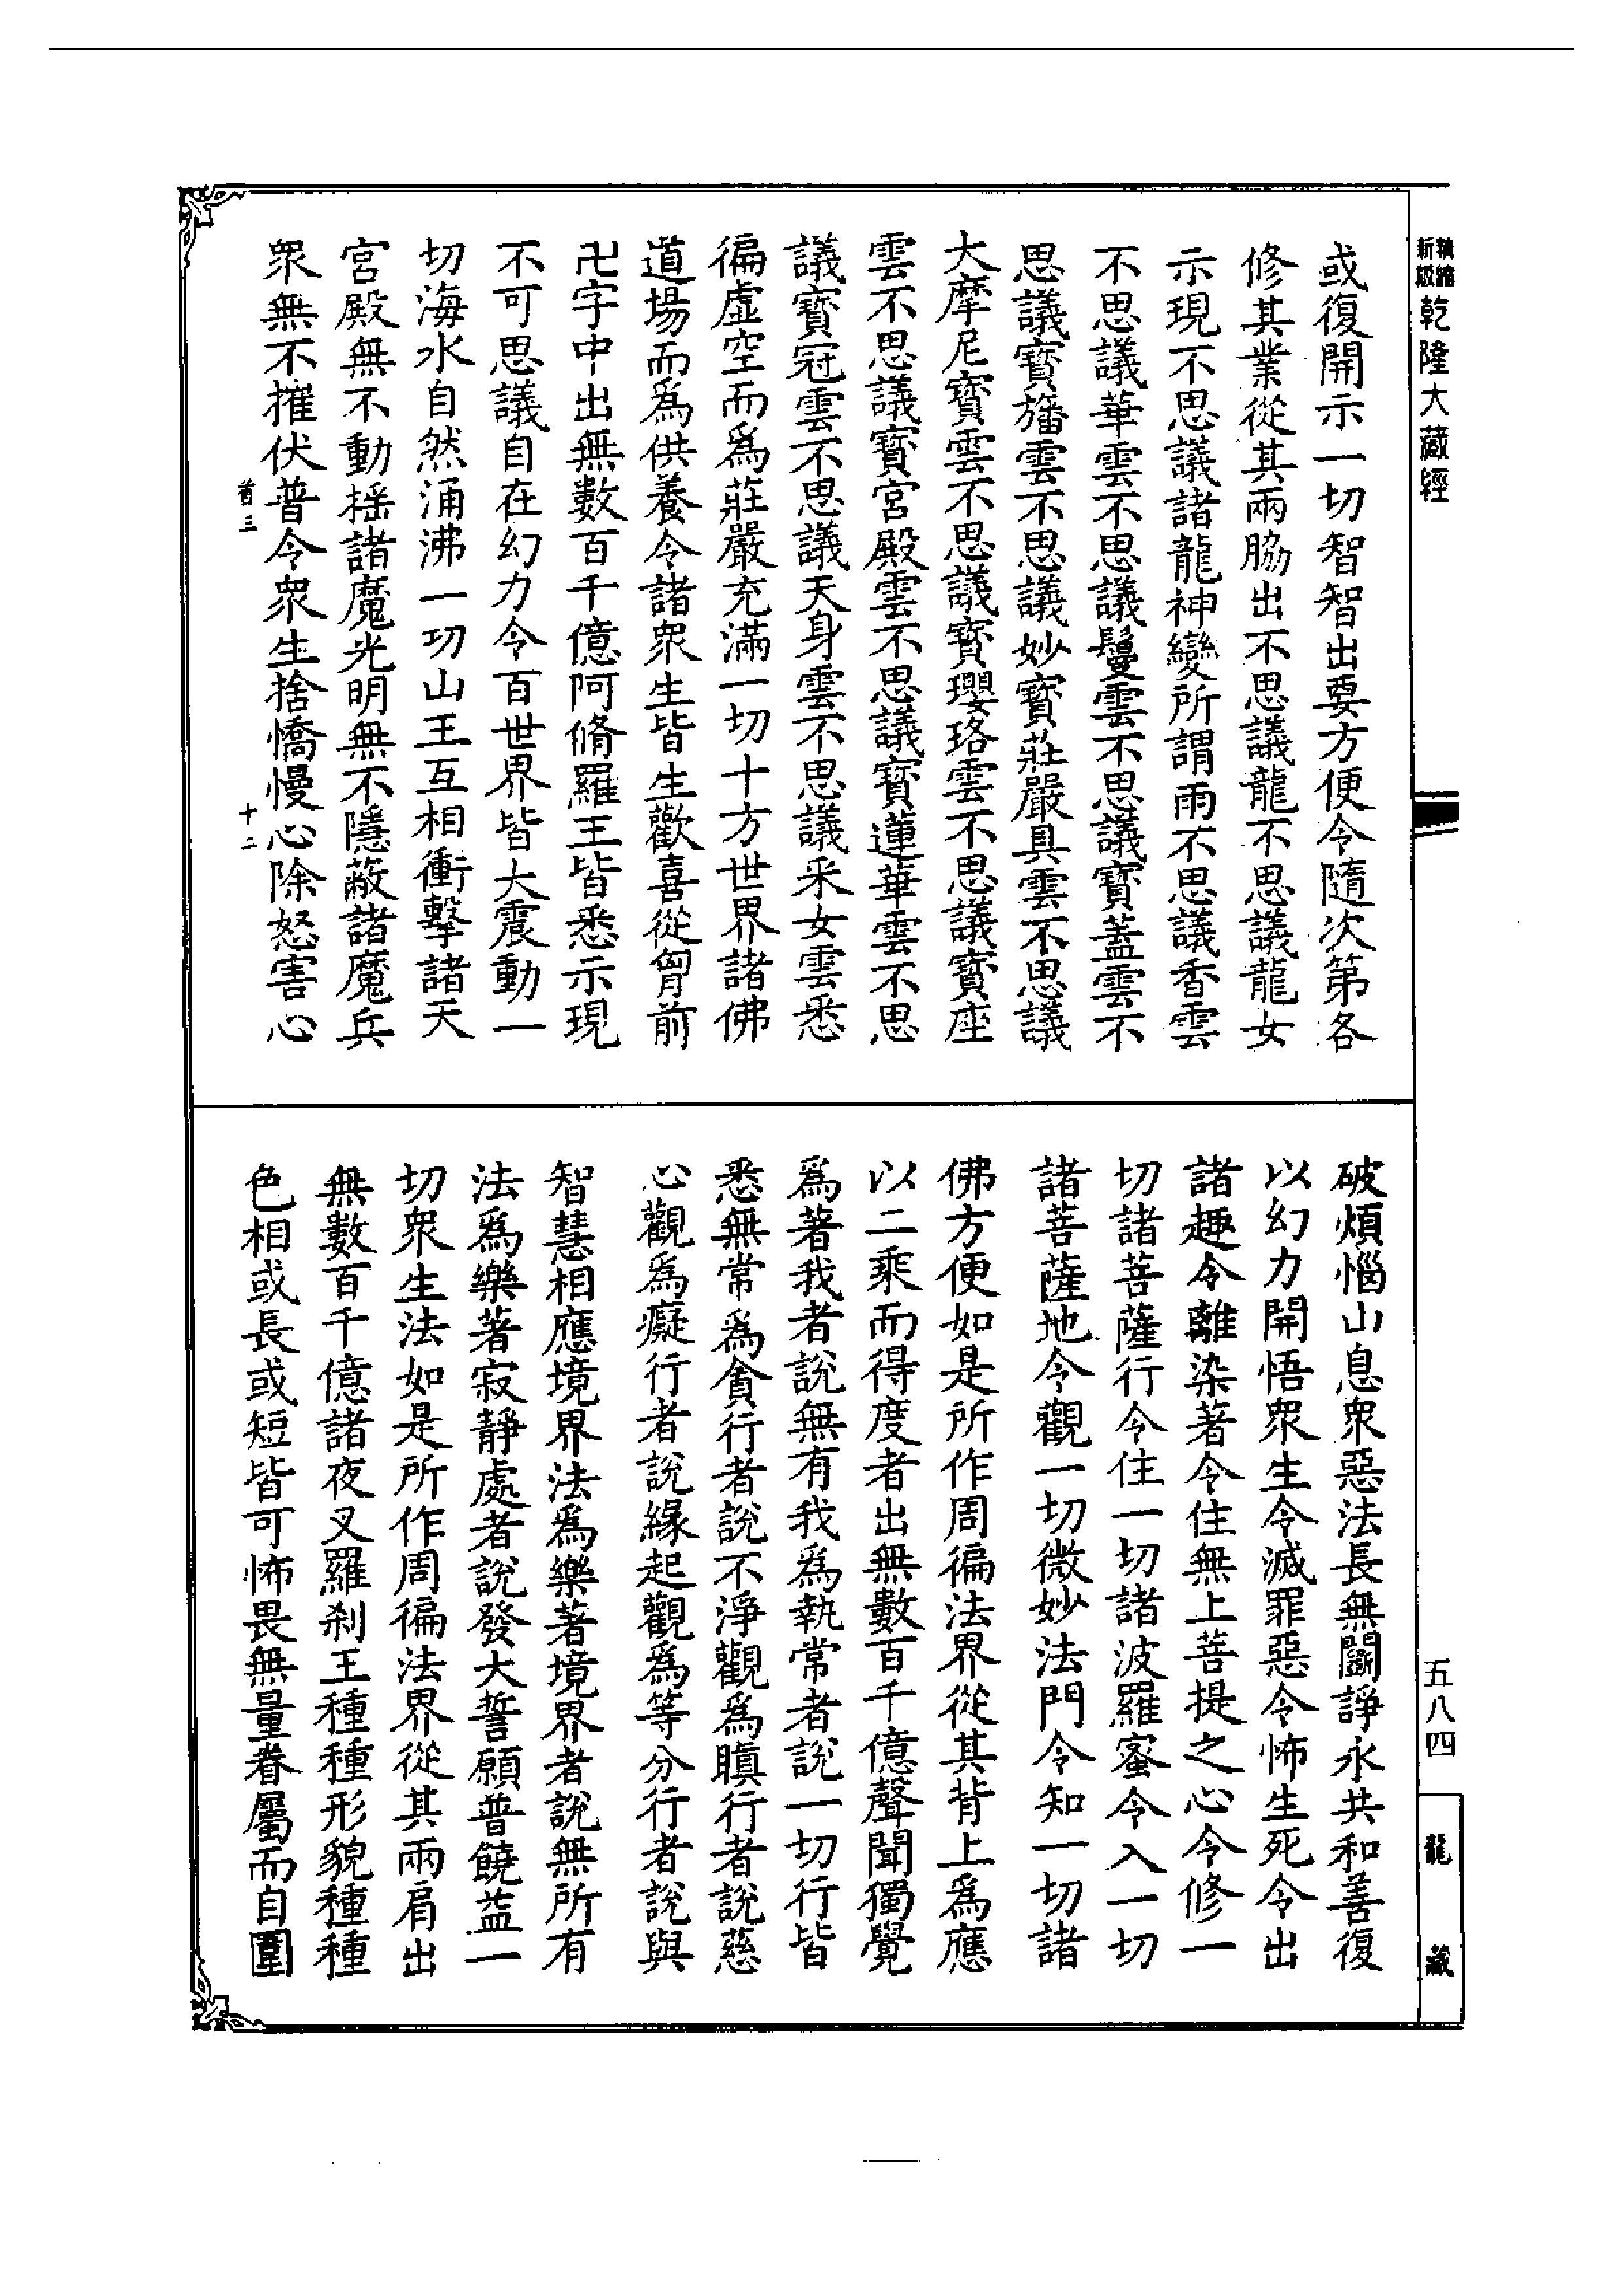 精縮
新版
乾隆大藏經
或復開示一切智智出要方便令隨次第各
修其業從其兩脇出不思議龍不思議龍女
示現不思議諸龍神變所謂雨不思議香雲
不思議華雲不思議鬘雲不思議寶蓋雲不
思議寶旛雲不思議妙寶莊嚴具雲不思議
大摩尼寶雲不思議寶瓔珞雲不思議寶座
雲不思議寶宮殿雲不思議寶蓮華雲不思
議寶冠雲不思議天身雲不思議采女雲悉
徧虛空而爲莊嚴充滿一切十方世界諸佛
道場而爲供養令諸衆生皆生歡喜從胷前
卍字中出無數百千億阿脩羅王皆悉示現
不可思議自在幻力令百世界皆大震動一
切海水自然涌沸一切山王互相衝擊諸天
宮殿無不動揺諸魔光明無不隱蔽諸魔兵
衆無不摧伏普令衆生捨憍慢心除怒害心
首三 十二
破煩惱山息衆惡法長無鬭諍永共和善復
以幻力開悟衆生令滅罪惡令怖生死令出
諸趣令離染著令住無上菩提之心令修一
切諸菩薩行令住一切諸波羅蜜令入一切
諸菩薩地令觀一切微妙法門令知一切諸
佛方便如是所作周徧法界從其背上爲應
以二乘而得度者出無數百千億聲聞獨覺
爲著我者說無有我爲執常者說一切行皆
悉無常爲貪行者說不淨觀爲瞋行者說慈
心觀爲癡行者說緣起觀爲等分行者說與
智慧相應境界法爲樂著境界者說無所有
法爲樂著寂靜處者說發大誓願普饒益一
切衆生法如是所作周徧法界從其兩肩出
無數百千億諸夜叉羅刹王種種形貌種種
色相或長或短皆可怖畏無量眷屬而自圍
五八四
龍藏